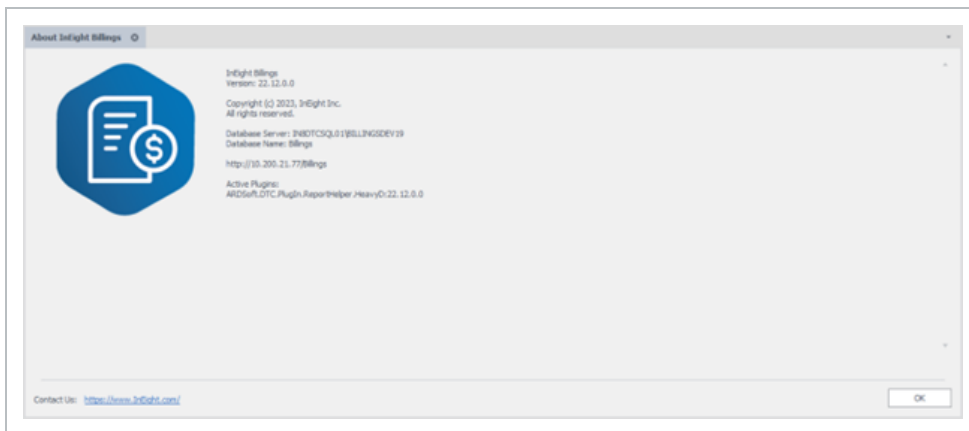 About InEight Billings
InEight Billings
Version: 22.12.0.0
Copyright (c) 2023, InEight Inc.
All rights reserved.
Database Server: IN8DTCSQL01\BILLINGSDEV19
Database Name: Billings
http://10.200.21.77/Billings
Active Plugins:
ARDSoft.DTC.PlugIn.ReportHelper.HeavyD:22.12.0.0
Contact Us: https://www.InEight.com/
OK